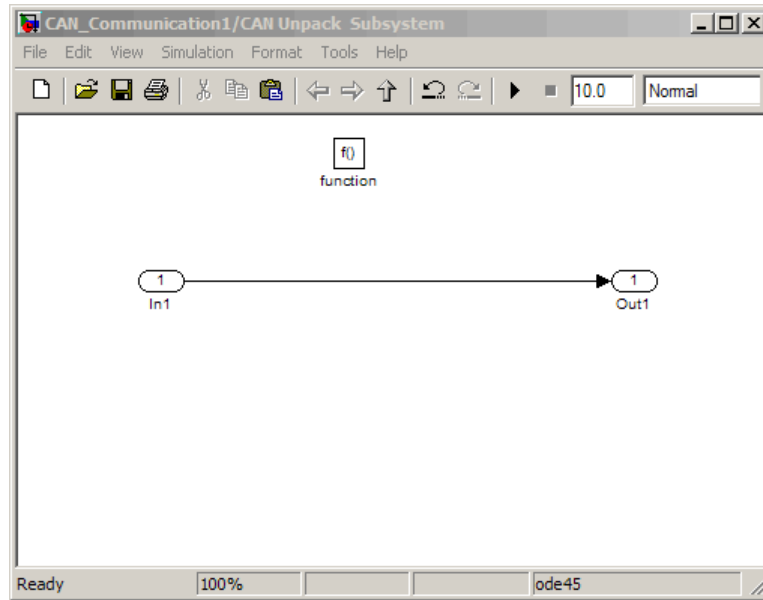 CAN_Communication1/CAN Unpack Subsystem
File Edit View Simulation Format Tools Help
10.0 Normal
f()
function
1 1
In1 Out1
Ready 100% ode45